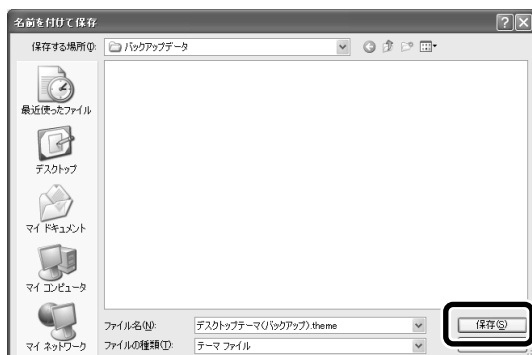 名前を付けて保存
保存する場所(I):
バックアップデータ
最近使ったファイル
デスクトップ
マイ ドキュメント
マイ コンピュータ
マイ ネットワーク
ファイル名(N):
デスクトップテーマ(バックアップ).theme
保存(S)
ファイルの種類(T):
テーマ ファイル